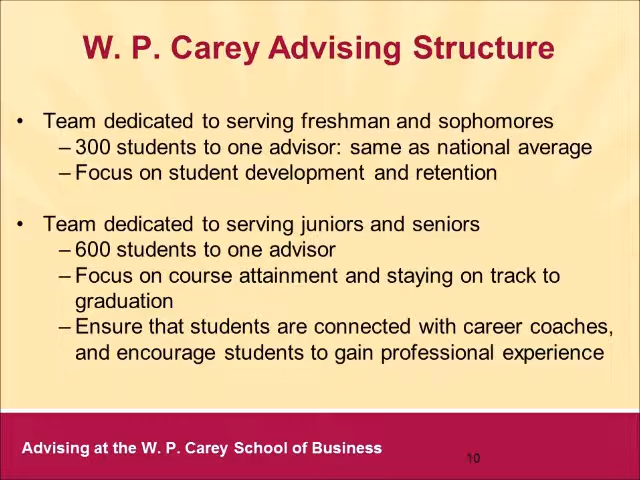 W. P. Carey Advising Structure
• Team dedicated to serving freshman and sophomores
– 300 students to one advisor: same as national average
– Focus on student development and retention
• Team dedicated to serving juniors and seniors
– 600 students to one advisor
– Focus on course attainment and staying on track to
graduation
– Ensure that students are connected with career coaches,
and encourage students to gain professional experience
Advising at the W. P. Carey School of Business
10